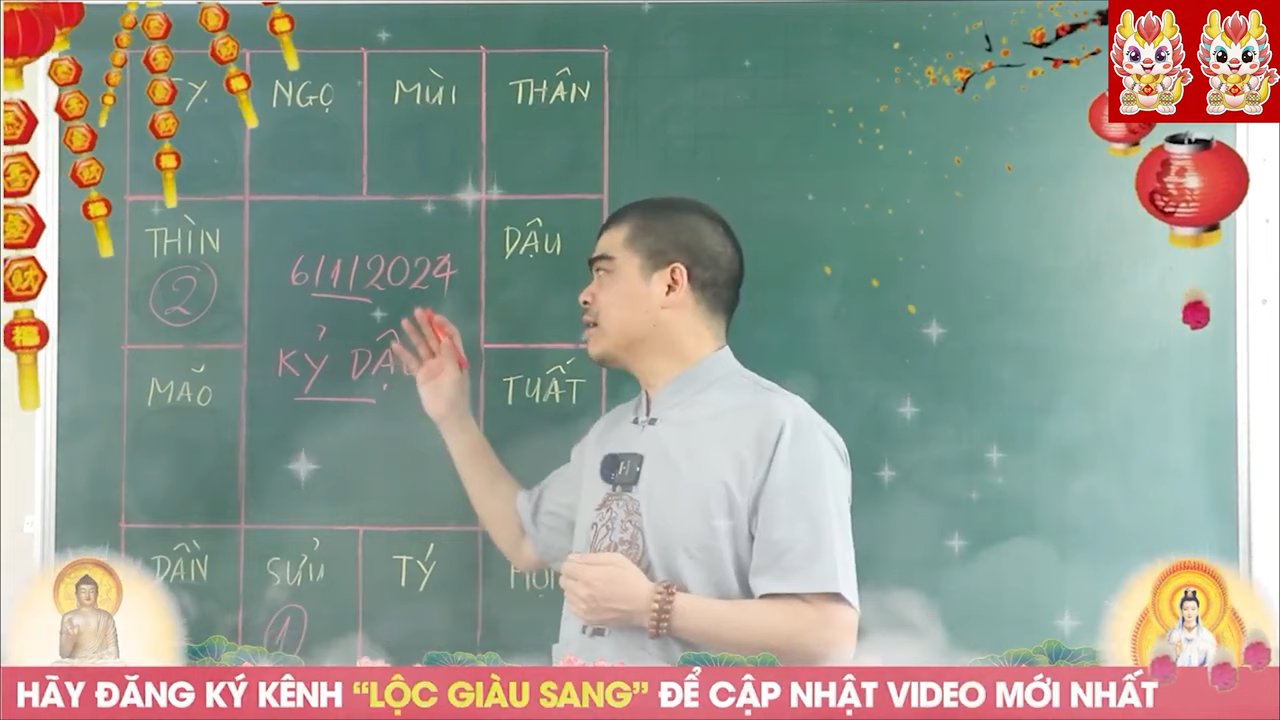 NGỌ MÙI THÂN
THÌN DẬU
2
6/1/2024
KỶ
MÃO TUẤT
DẦN SỬU TÝ
1
HÃY ĐĂNG KÝ KÊNH “LỘC GIÀU SANG” ĐỂ CẬP NHẬT VIDEO MỚI NHẤT